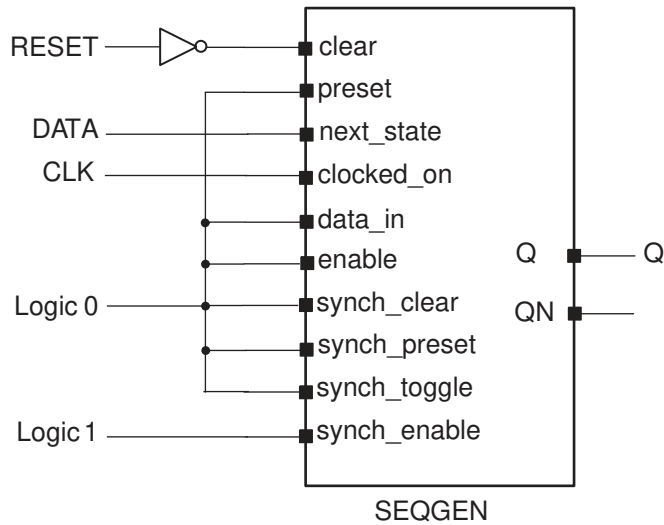 RESET
clear
preset
DATA
next_state
CLK
clocked_on
data_in
enable
Q
Q
Logic 0
synch_clear
QN
synch_preset
synch_toggle
Logic 1
synch_enable
SEQGEN